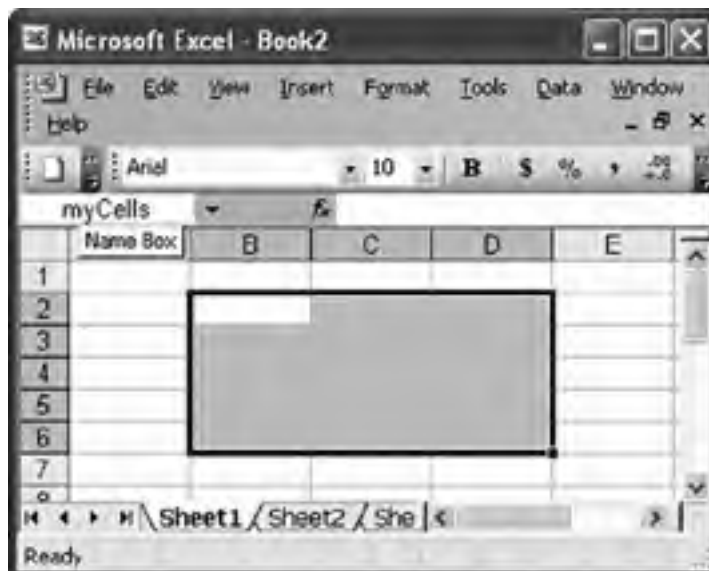 Microsoft Excel - Book2
File Edit View Insert Format Tools Data Window
Help
Arial 10 B $ % ,
myCells fx
Name Box B C D E
1
2
3
4
5
6
7
Sheet1 Sheet2 She
Ready